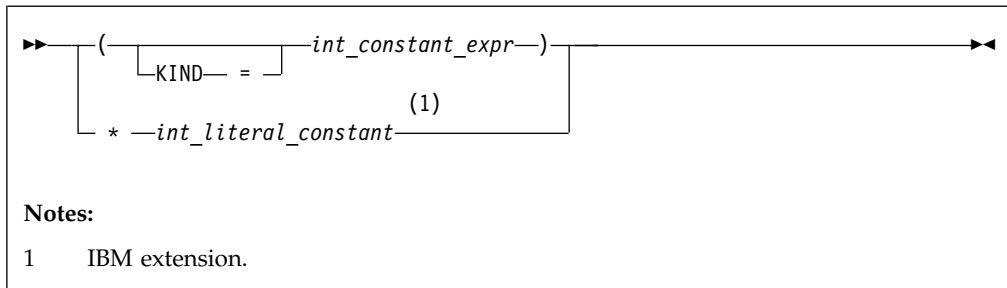 ( int_constant_expr )
KIND =
(1)
* int_literal_constant
Notes:
1 IBM extension.